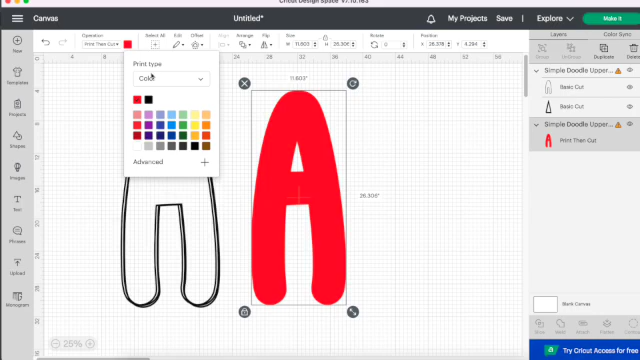 Cricut Design Space v7.10.163
Canvas
Untitled*
My Projects
Save
Explore
Make It
Operation
Print Then Cut
Select All
Edit
Offset
Arrange
Flip
Size
W 11.603
H 26.306
Rotate
0
Position
X 26.378
Y 4.294
Layers
Color Sync
Group
UnGroup
Duplicate
New
Templates
Projects
Shapes
Images
Text
Phrases
Monogram
Print type
Color
Advanced
11.603"
26.306"
A
25%
Simple Doodle Upper...
Basic Cut
Basic Cut
Simple Doodle Upper...
Print Then Cut
Blank Canvas
Slice
Weld
Attach
Flatten
Try Cricut Access for free